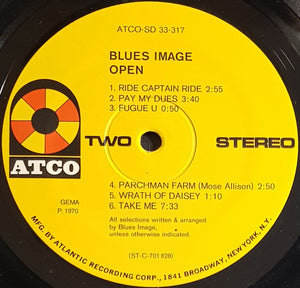 ATCO-SD 33-317
BLUES IMAGE
OPEN
1. RIDE CAPTAIN RIDE 2:55
2. PAY MY DUES 3:40
3. FUGUE U 0:50
TWO
STEREO
ATCO
GEMA
P. 1970
4. PARCHMAN FARM (Mose Allison) 2:50
5. WRATH OF DAISEY 1:10
6. TAKE ME 7:33
All selections written & arranged
by Blues Image,
unless otherwise indicated.
(ST-C-701 828)
MFG. BY ATLANTIC RECORDING CORP., 1841 BROADWAY, NEW YORK, N.Y.